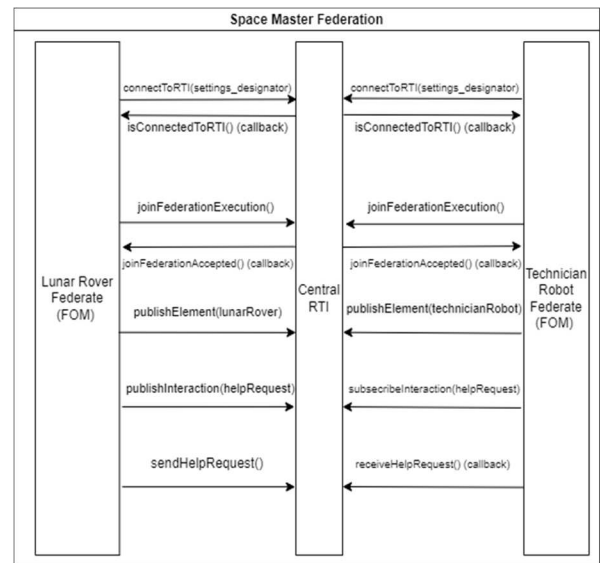 Space Master Federation
connectToRTI(settings_designator)
connectToRTI(settings_designator)
isConnectedToRTI() (callback)
isConnectedToRTI() (callback)
joinFederationExecution()
joinFederationExecution()
joinFederationAccepted() (callback)
joinFederationAccepted() (callback)
Lunar Rover
Federate
(FOM)
Central
RTI
Technician
Robot
Federate
(FOM)
publishElement(lunarRover)
publishElement(technicianRobot)
publishInteraction(helpRequest)
subsecribeInteraction(helpRequest)
sendHelpRequest()
receiveHelpRequest() (callback)